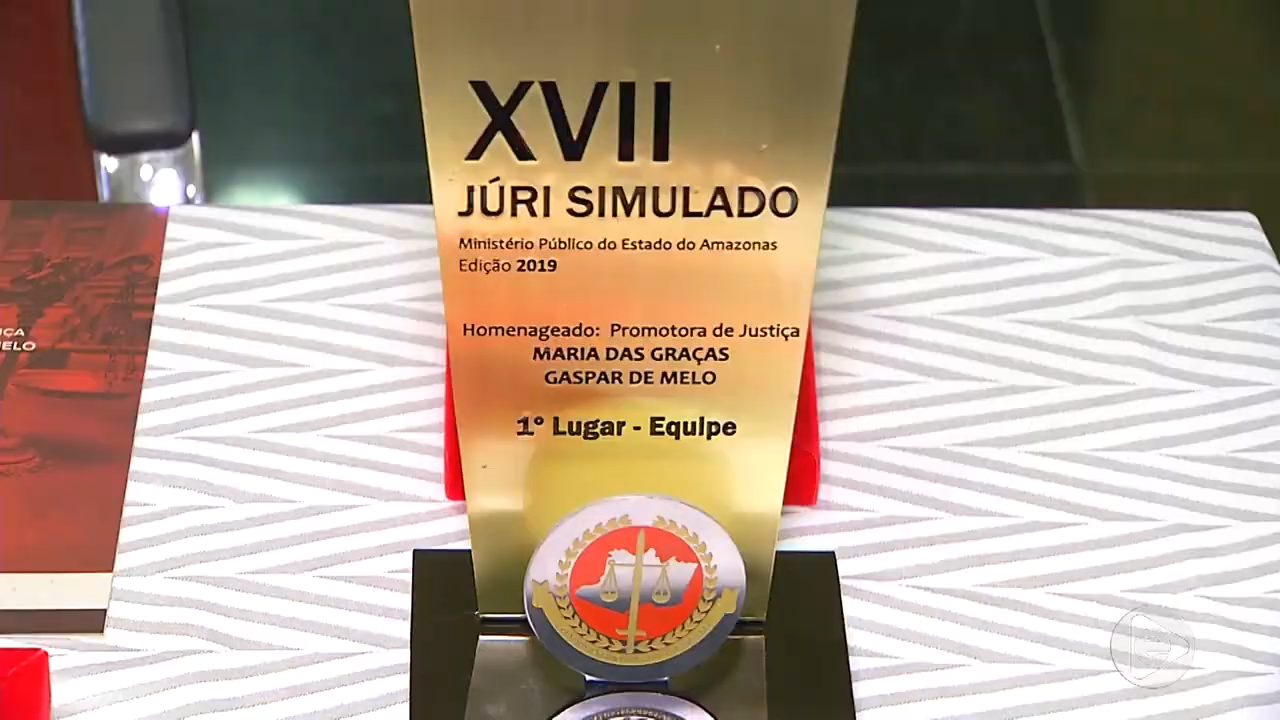 XVII
JÚRI SIMULADO
Ministério Público do Estado do Amazonas
Edição 2019
Homenageado: Promotora de Justiça
MARIA DAS GRAÇAS
GASPAR DE MELO
1º Lugar - Equipe